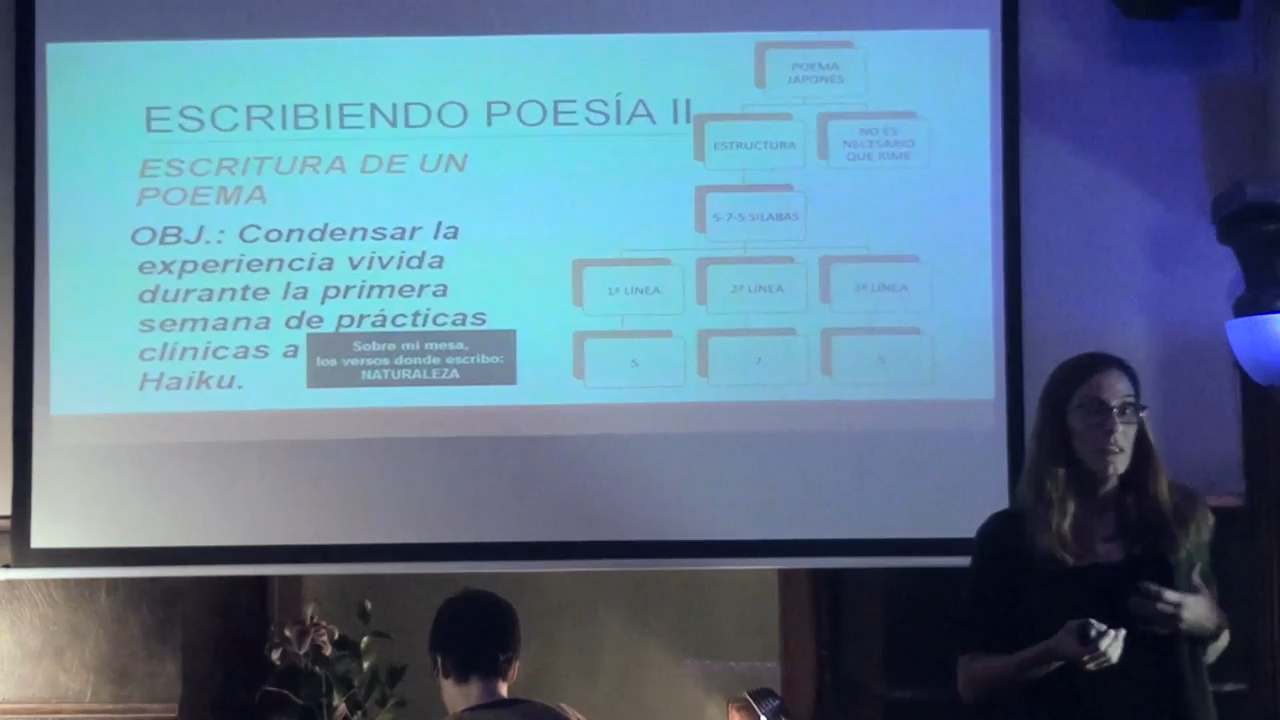 ESCRIBIENDO POESÍA II
ESCRITURA DE UN
POEMA
OBJ.: Condensar la
experiencia vivida
durante la primera
semana de prácticas
clínicas a
Haiku.
Sobre mi mesa,
los versos donde escribo:
NATURALEZA
POEMA
JAPONÉS
ESTRUCTURA
NO ES
NECESARIO
QUE RIME
5-7-5 SILABAS
1ª LÍNEA
2ª LÍNEA
3ª LÍNEA
5
7
5